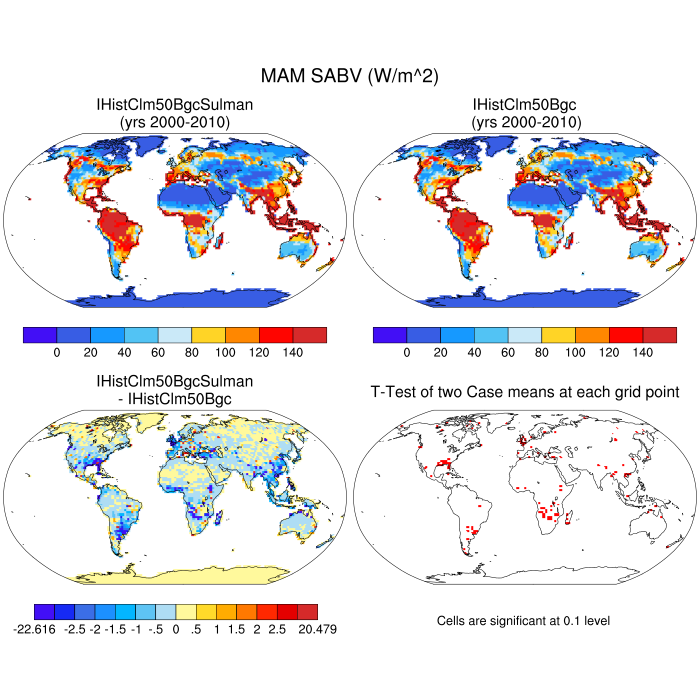 MAM SABV (W/m^2)
IHistClm50BgcSulman
(yrs 2000-2010)
IHistClm50Bgc
(yrs 2000-2010)
0 20 40 60 80 100 120 140
0 20 40 60 80 100 120 140
IHistClm50BgcSulman
- IHistClm50Bgc
T-Test of two Case means at each grid point
-22.616 -2.5 -2 -1.5 -1 -.5 0 .5 1 1.5 2 2.5 20.479
Cells are significant at 0.1 level